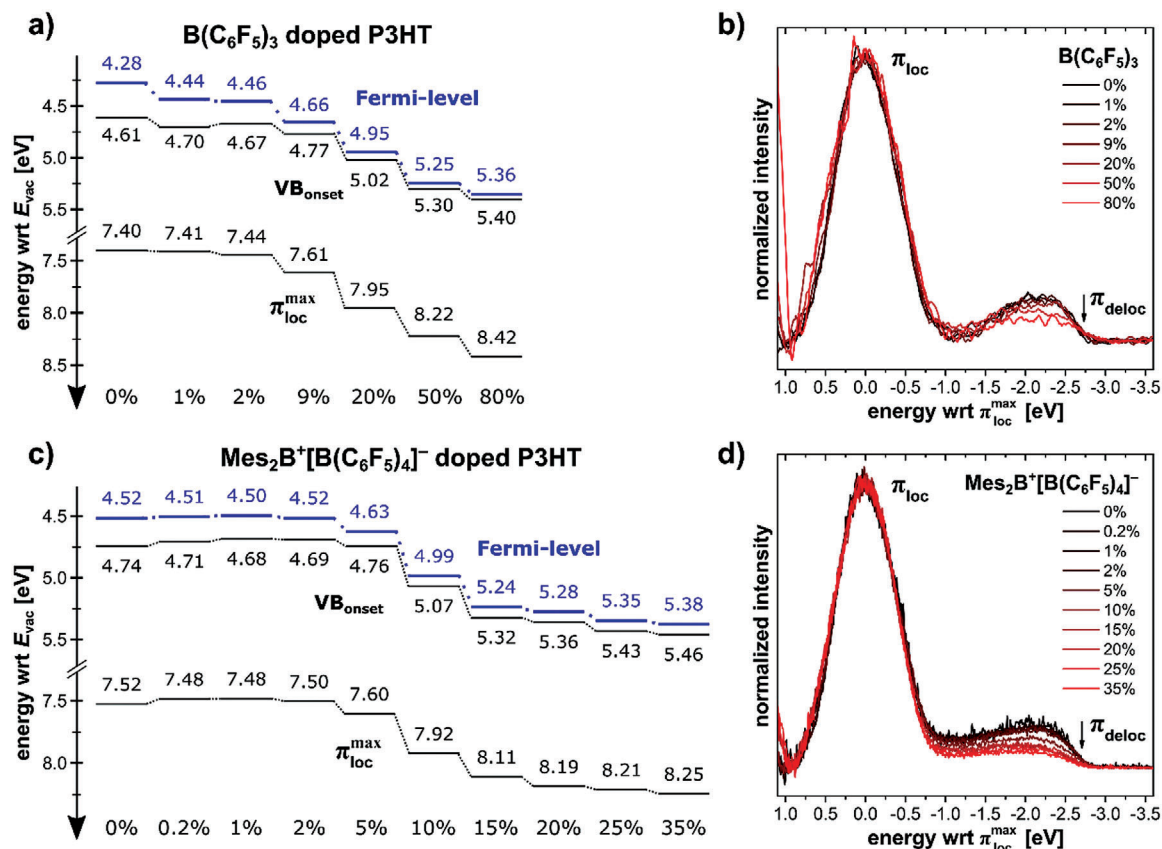 a)
B(C₆F₅)₃ doped P3HT
4.28 4.44 4.46 4.66 4.95 5.25 5.36
Fermi-level
4.61 4.70 4.67 4.77 5.02 5.30 5.40
VBonset
7.40 7.41 7.44 7.61 7.95 8.22 8.42
πloc max
energy wrt Evac [eV]
4.5
5.0
5.5
7.5
8.0
8.5
0% 1% 2% 9% 20% 50% 80%
b)
normalized intensity
πloc
B(C₆F₅)₃
0%
1%
2%
9%
20%
50%
80%
πdeloc
1.0 0.5 0.0 -0.5 -1.0 -1.5 -2.0 -2.5 -3.0 -3.5
energy wrt πloc max [eV]
c)
Mes₂B⁺[B(C₆F₅)₄]⁻ doped P3HT
4.52 4.51 4.50 4.52 4.63 4.99 5.24 5.28 5.35 5.38
Fermi-level
4.74 4.71 4.68 4.69 4.76 5.07 5.32 5.36 5.43 5.46
VBonset
7.52 7.48 7.48 7.50 7.60 7.92 8.11 8.19 8.21 8.25
πloc max
energy wrt Evac [eV]
4.5
5.0
5.5
7.5
8.0
0% 0.2% 1% 2% 5% 10% 15% 20% 25% 35%
d)
normalized intensity
πloc
Mes₂B⁺[B(C₆F₅)₄]⁻
0%
0.2%
1%
2%
5%
10%
15%
20%
25%
35%
πdeloc
1.0 0.5 0.0 -0.5 -1.0 -1.5 -2.0 -2.5 -3.0 -3.5
energy wrt πloc max [eV]